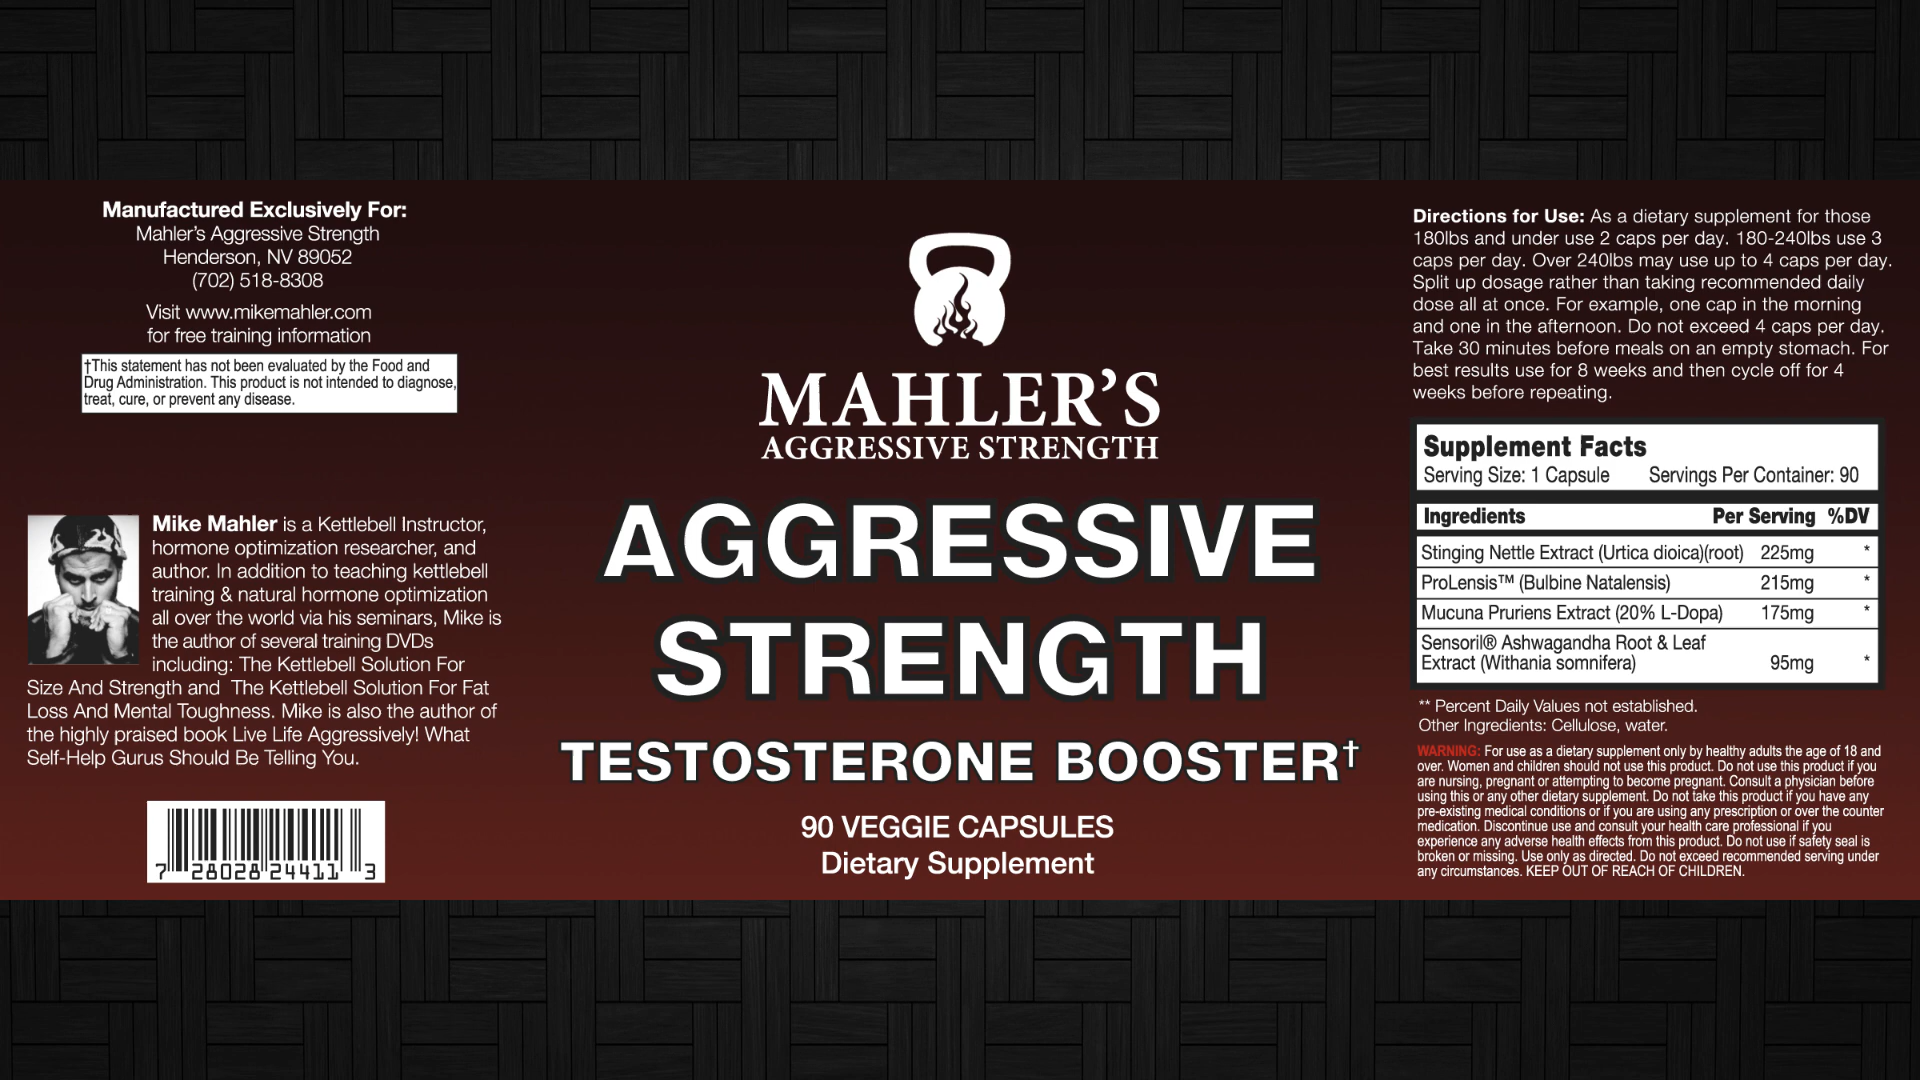 Manufactured Exclusively For:
Mahler's Aggressive Strength
Henderson, NV 89052
(702) 518-8308
Visit www.mikemahler.com
for free training information
†This statement has not been evaluated by the Food and
Drug Administration. This product is not intended to diagnose,
treat, cure, or prevent any disease.
Mike Mahler is a Kettlebell Instructor,
hormone optimization researcher, and
author. In addition to teaching kettlebell
training & natural hormone optimization
all over the world via his seminars, Mike is
the author of several training DVDs
including: The Kettlebell Solution For
Size And Strength and The Kettlebell Solution For Fat
Loss And Mental Toughness. Mike is also the author of
the highly praised book Live Life Aggressively! What
Self-Help Gurus Should Be Telling You.
7 28028 24411 3
MAHLER'S
AGGRESSIVE STRENGTH
AGGRESSIVE
STRENGTH
TESTOSTERONE BOOSTER†
90 VEGGIE CAPSULES
Dietary Supplement
Directions for Use: As a dietary supplement for those
180lbs and under use 2 caps per day. 180-240lbs use 3
caps per day. Over 240lbs may use up to 4 caps per day.
Split up dosage rather than taking recommended daily
dose all at once. For example, one cap in the morning
and one in the afternoon. Do not exceed 4 caps per day.
Take 30 minutes before meals on an empty stomach. For
best results use for 8 weeks and then cycle off for 4
weeks before repeating.
Supplement Facts
Serving Size: 1 Capsule Servings Per Container: 90
Ingredients Per Serving %DV
Stinging Nettle Extract (Urtica dioica)(root) 225mg *
ProLensis™ (Bulbine Natalensis) 215mg *
Mucuna Pruriens Extract (20% L-Dopa) 175mg *
Sensoril® Ashwagandha Root & Leaf
Extract (Withania somnifera) 95mg *
** Percent Daily Values not established.
Other Ingredients: Cellulose, water.
WARNING: For use as a dietary supplement only by healthy adults the age of 18 and
over. Women and children should not use this product. Do not use this product if you
are nursing, pregnant or attempting to become pregnant. Consult a physician before
using this or any other dietary supplement. Do not take this product if you have any
pre-existing medical conditions or if you are using any prescription or over the counter
medication. Discontinue use and consult your health care professional if you
experience any adverse health effects from this product. Do not use if safety seal is
broken or missing. Use only as directed. Do not exceed recommended serving under
any circumstances. KEEP OUT OF REACH OF CHILDREN.